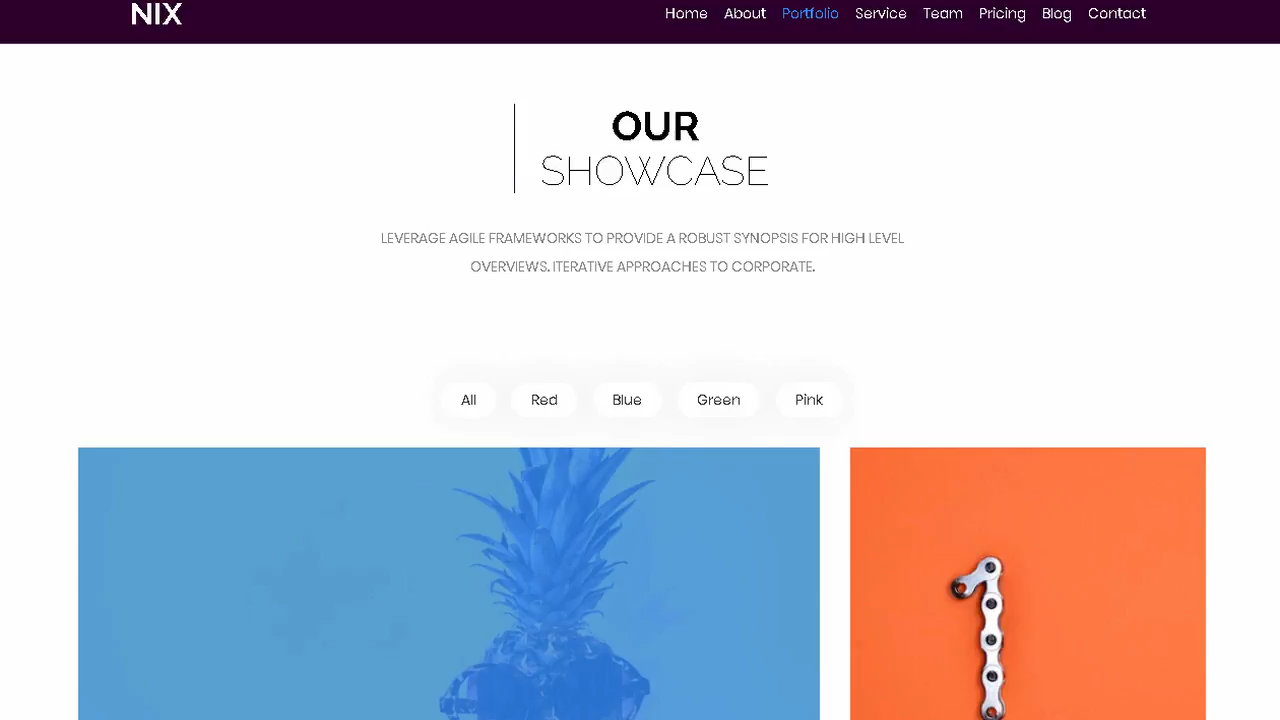 NIX
Home About Portfolio Service Team Pricing Blog Contact
OUR
SHOWCASE
LEVERAGE AGILE FRAMEWORKS TO PROVIDE A ROBUST SYNOPSIS FOR HIGH LEVEL
OVERVIEWS. ITERATIVE APPROACHES TO CORPORATE.
All Red Blue Green Pink